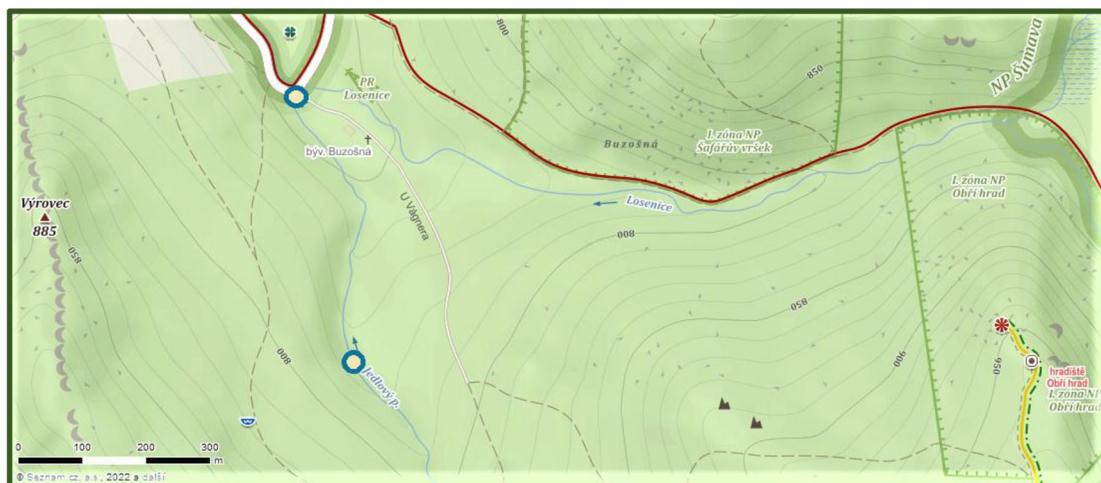 800
850
NP Šumava
PR
Losenice
býv. Buzošná
Buzošná
I. zóna NP
Šafářův vršek
I. zóna NP
Obří hrad
Výrovec
885
850
U Vágnera
Losenice
800
850
800
900
950
Jedlový p.
hradiště
Obří hrad
I. zóna NP
Obří hrad
0 100 200 300
m
© Seznam.cz, a.s., 2022 a další